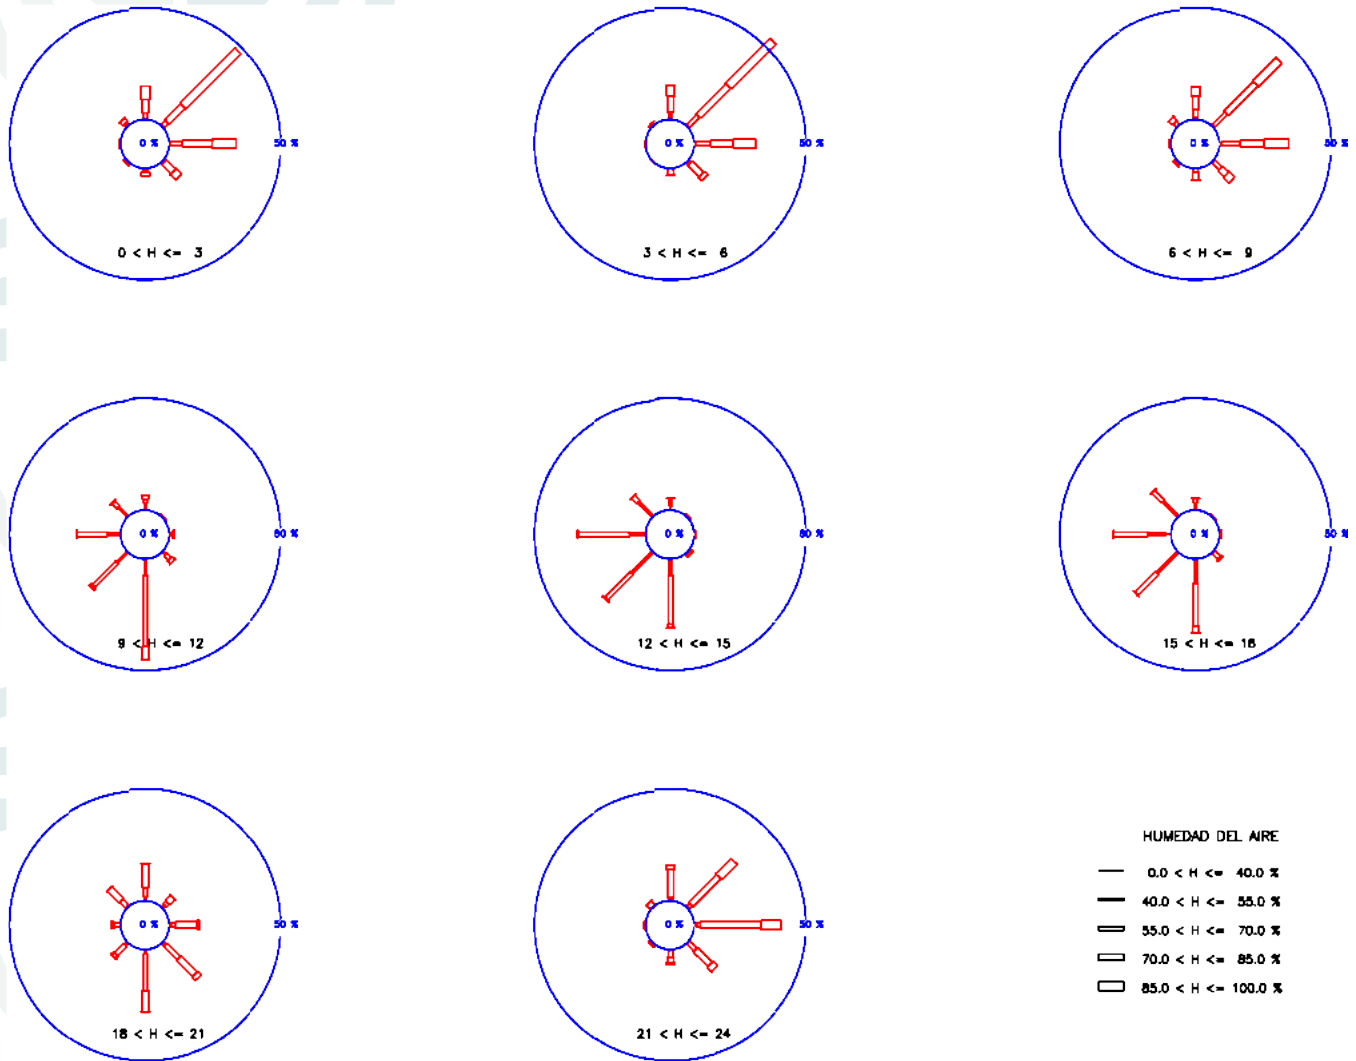 0 % 50 %
0 < H <= 3
0 % 50 %
3 < H <= 6
0 % 50 %
6 < H <= 9
0 % 50 %
9 < H <= 12
0 % 50 %
12 < H <= 15
0 % 50 %
15 < H <= 18
0 % 50 %
18 < H <= 21
0 % 50 %
21 < H <= 24
HUMEDAD DEL AIRE
0.0 < H <= 40.0 %
40.0 < H <= 55.0 %
55.0 < H <= 70.0 %
70.0 < H <= 85.0 %
85.0 < H <= 100.0 %